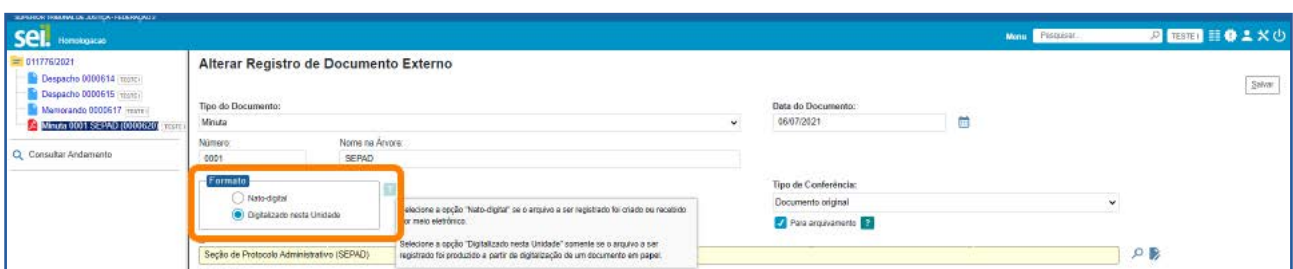 SUPERIOR TRIBUNAL DE JUSTIÇA - FEDERAÇÃO 2
sei! Homologacao
Menu Pesquisar... TESTE I
011776/2021
Despacho 0000614
Despacho 0000615
Memorando 0000617
Minuta 0001 SEPAD (0000620)
Consultar Andamento
Alterar Registro de Documento Externo
Salvar
Tipo do Documento:
Data do Documento:
Minuta
06/07/2021
Número:
Nome na Árvore:
0001
SEPAD
Formato
?
Nato-digital
Digitalizado nesta Unidade
Tipo de Conferência:
Documento original
Para arquivamento ?
elecione a opção "Nato-digital" se o arquivo a ser registrado foi criado ou recebido
or meio eletrônico.
Selecione a opção "Digitalizado nesta Unidade" somente se o arquivo a ser
registrado foi produzido a partir da digitalização de um documento em papel.
Seção de Protocolo Administrativo (SEPAD)